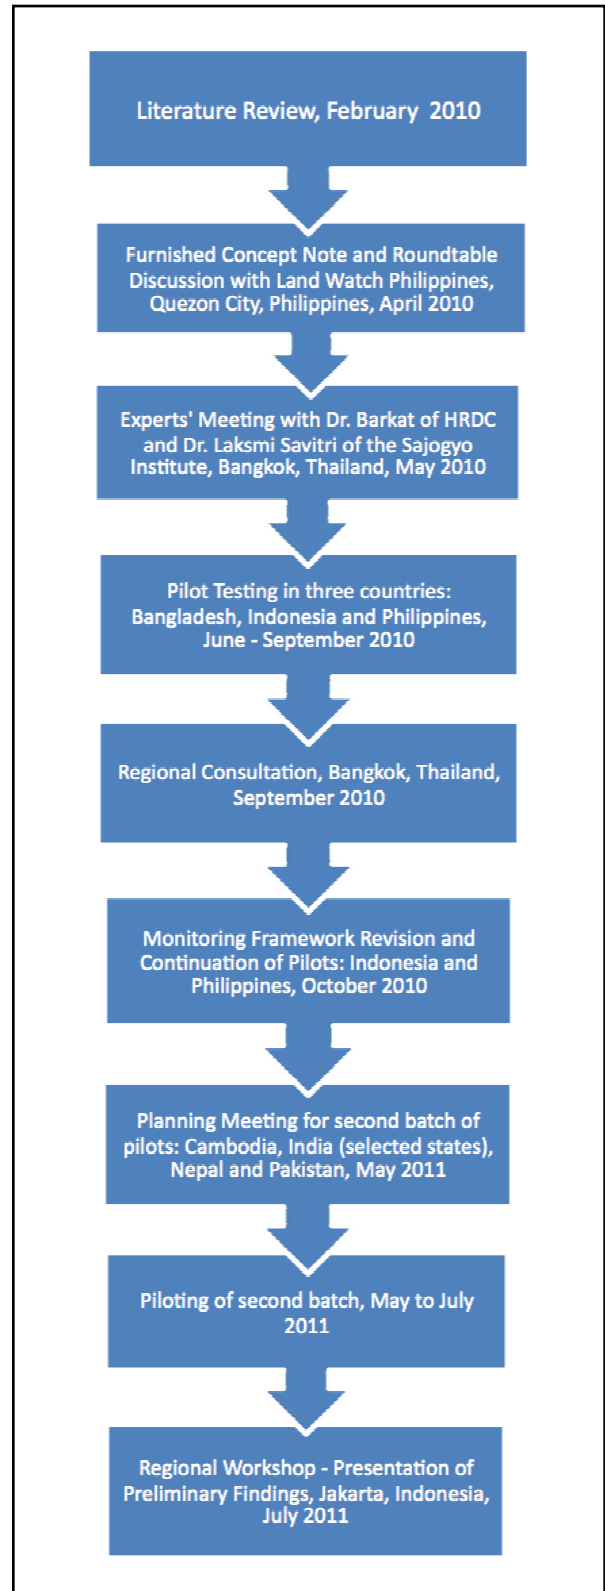 Literature Review, February 2010
Furnished Concept Note and Roundtable
Discussion with Land Watch Philippines,
Quezon City, Philippines, April 2010
Experts' Meeting with Dr. Barkat of HRDC
and Dr. Laksmi Savitri of the Sajogyo
Institute, Bangkok, Thailand, May 2010
Pilot Testing in three countries:
Bangladesh, Indonesia and Philippines,
June - September 2010
Regional Consultation, Bangkok, Thailand,
September 2010
Monitoring Framework Revision and
Continuation of Pilots: Indonesia and
Philippines, October 2010
Planning Meeting for second batch of
pilots: Cambodia, India (selected states),
Nepal and Pakistan, May 2011
Piloting of second batch, May to July
2011
Regional Workshop - Presentation of
Preliminary Findings, Jakarta, Indonesia,
July 2011